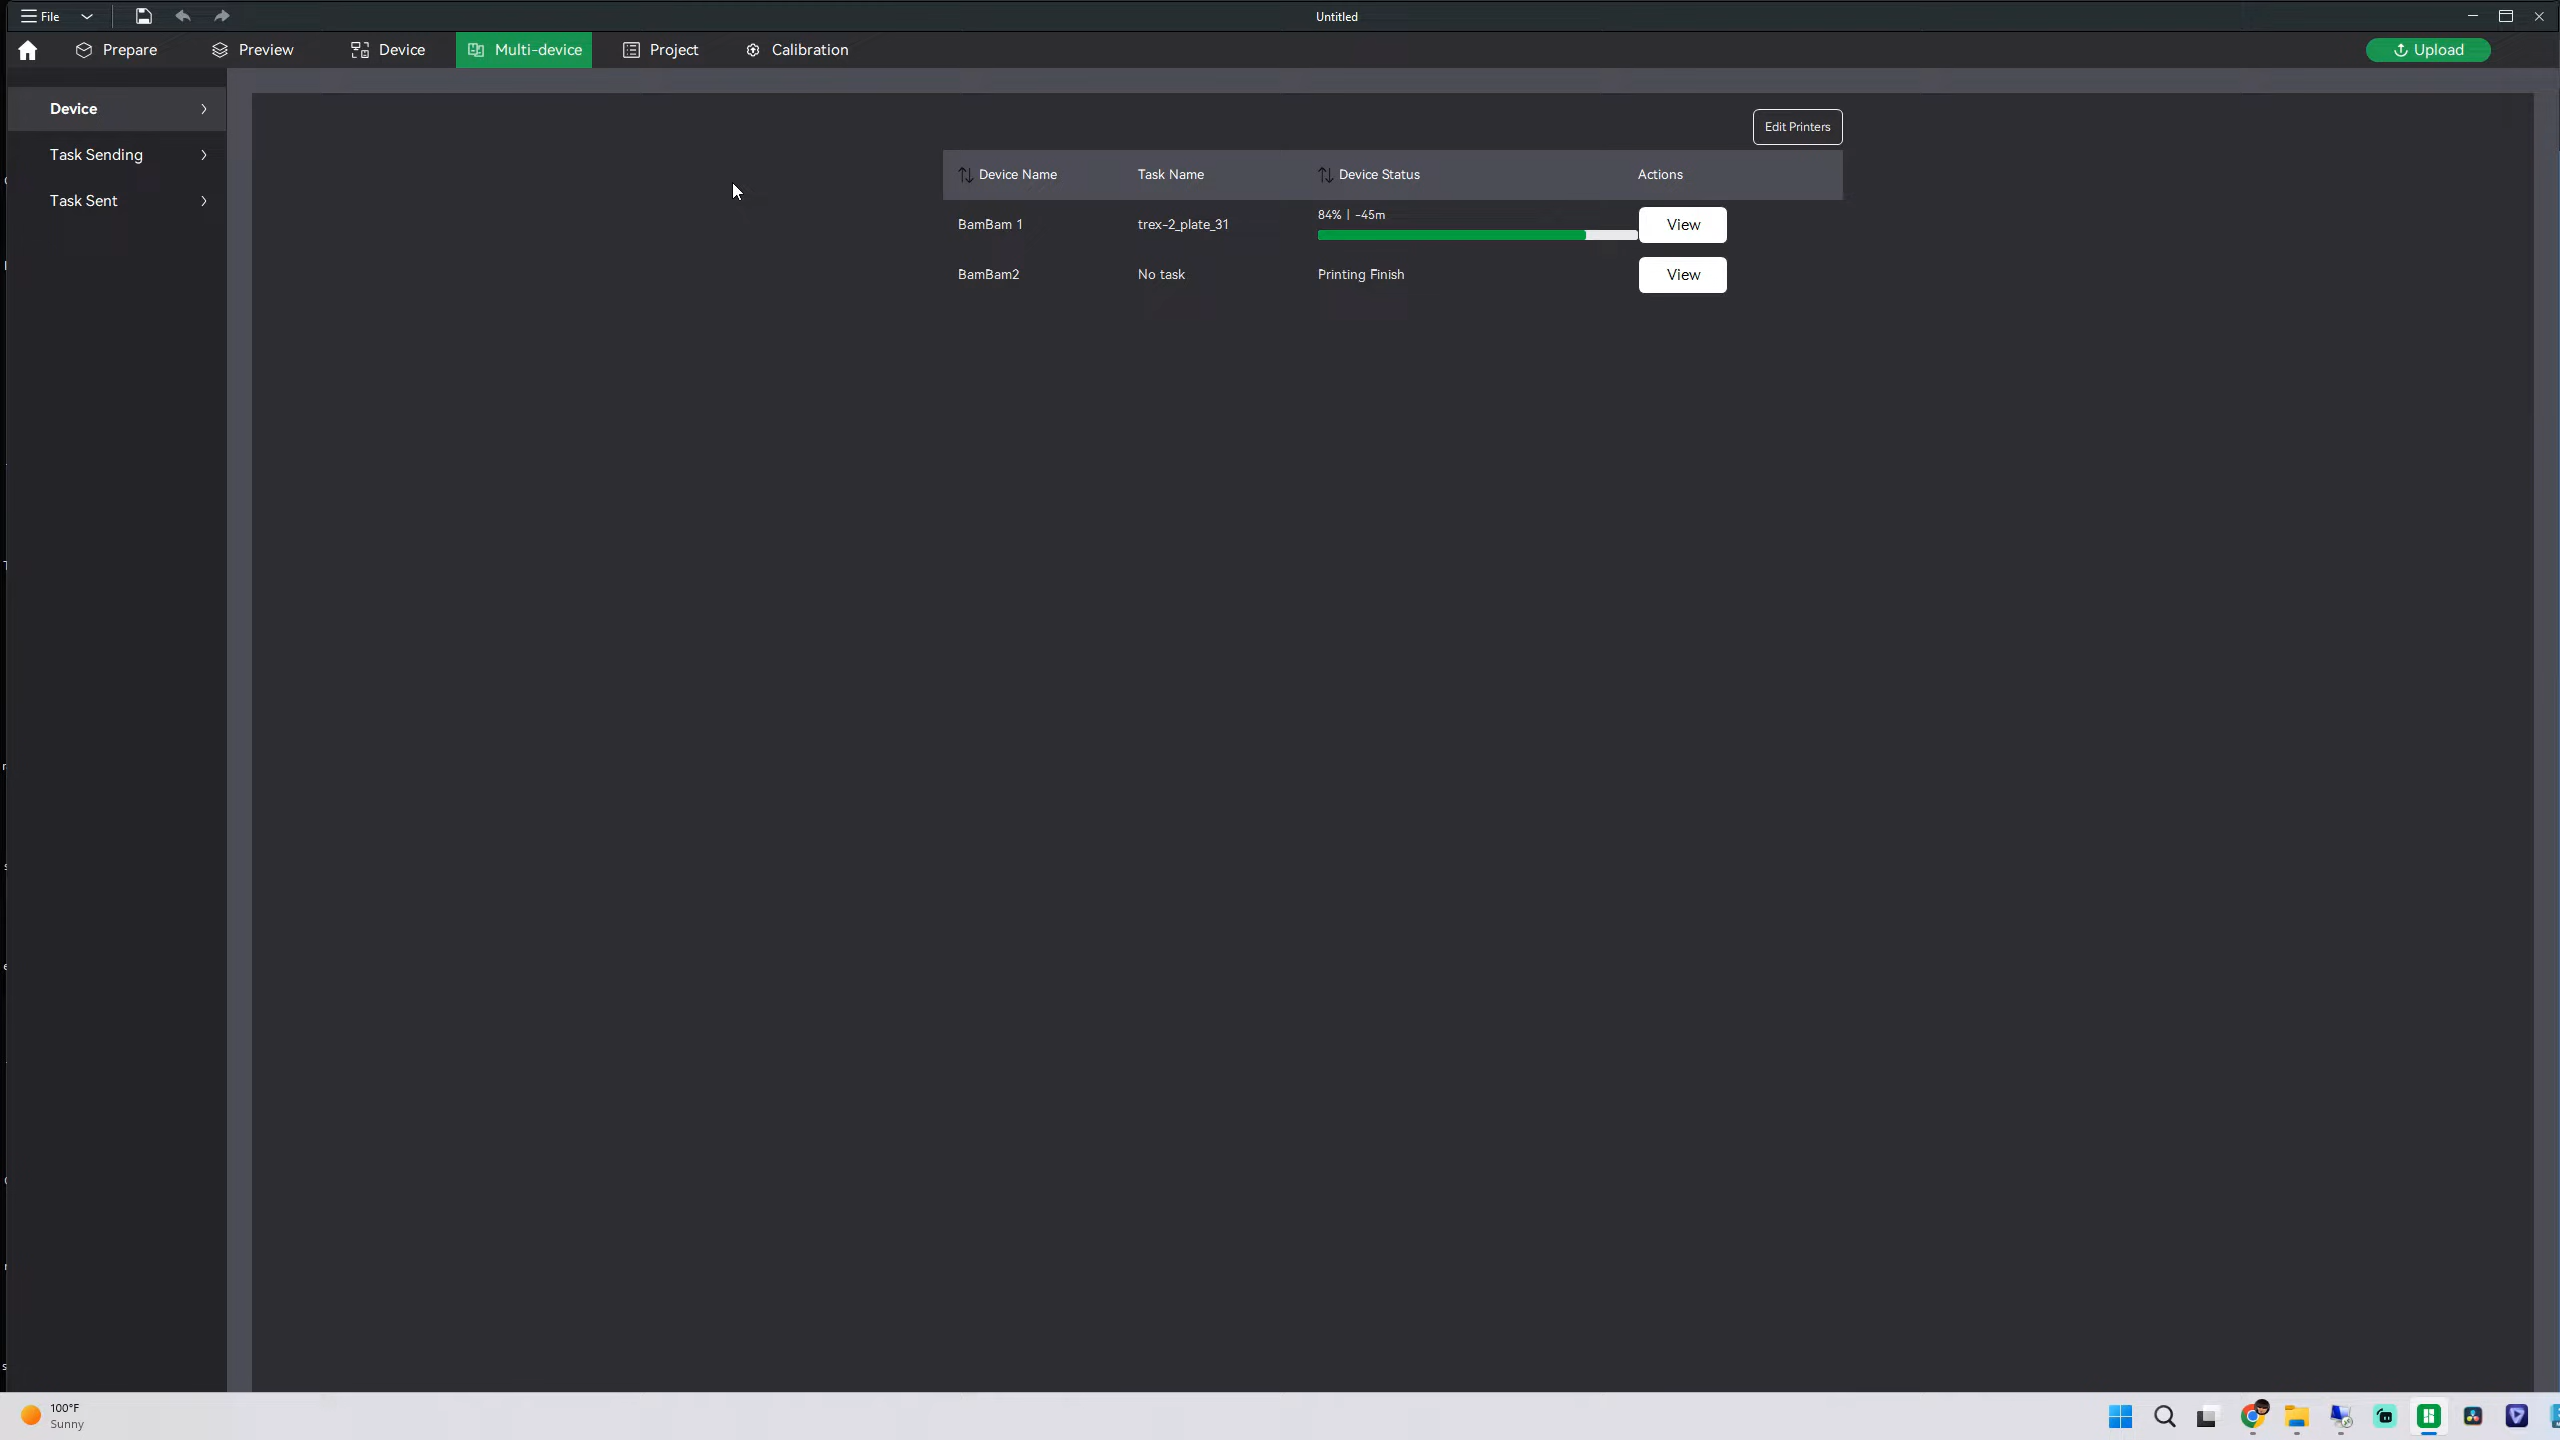 File
Untitled
Prepare
Preview
Device
Multi-device
Project
Calibration
Upload
Device
Task Sending
Task Sent
Edit Printers
Device Name
Task Name
Device Status
Actions
BamBam 1
trex-2_plate_31
84% | -45m
View
BamBam2
No task
Printing Finish
View
100°F
Sunny